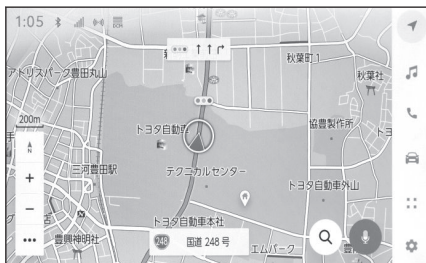 1:05
DCM
秋葉町1
アドリスパーク豊田丸山
秋葉社
200m
トヨタ自動車
協豊製作所
N
三河豊田駅
テクニカルセンター
トヨタ自動車外山
トヨタ自動車本社
248 国道 248 号
豊興神明社
エムパーク